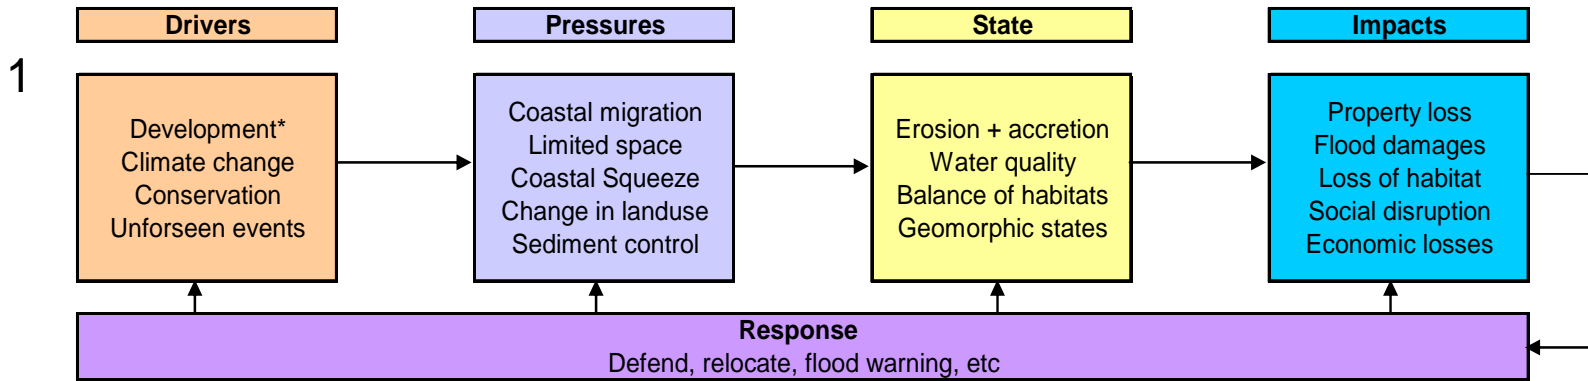 Drivers
Pressures
State
Impacts
1
Development*
Climate change
Conservation
Unforseen events
Coastal migration
Limited space
Coastal Squeeze
Change in landuse
Sediment control
Erosion + accretion
Water quality
Balance of habitats
Geomorphic states
Property loss
Flood damages
Loss of habitat
Social disruption
Economic losses
Response
Defend, relocate, flood warning, etc